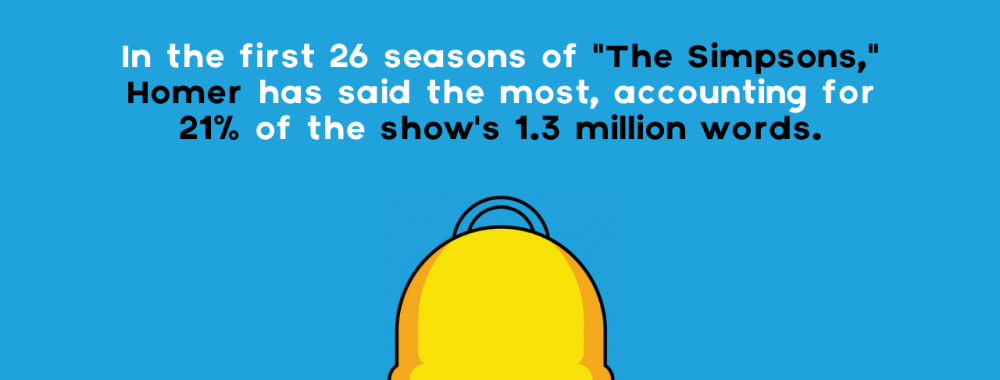 In the first 26 seasons of "The Simpsons,"
Homer has said the most, accounting for
21% of the show's 1.3 million words.